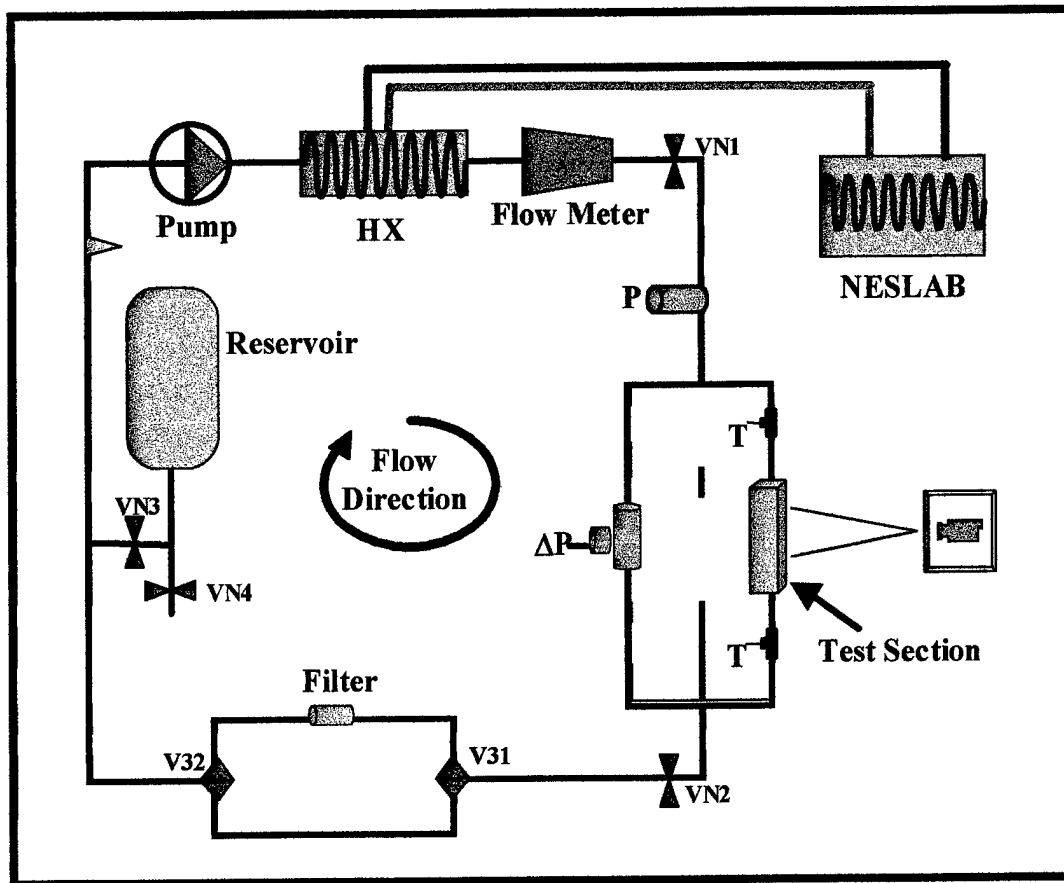 VN1
Pump
HX
Flow Meter
NESLAB
P
Reservoir
T
Flow
Direction
VN3
ΔP
VN4
Test Section
T
Filter
V32
V31
VN2